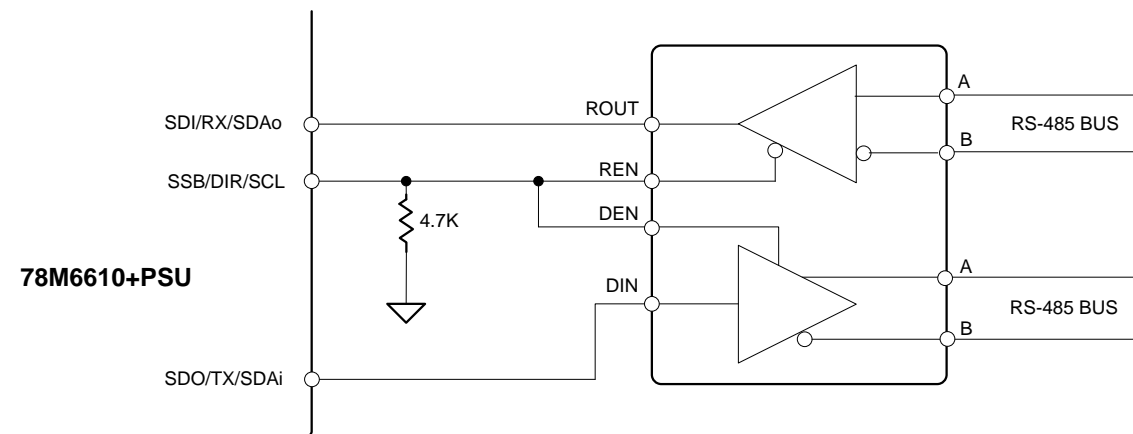 A
ROUT
SDI/RX/SDAo
RS-485 BUS
B
REN
SSB/DIR/SCL
DEN
4.7K
78M6610+PSU
A
DIN
RS-485 BUS
B
SDO/TX/SDAi